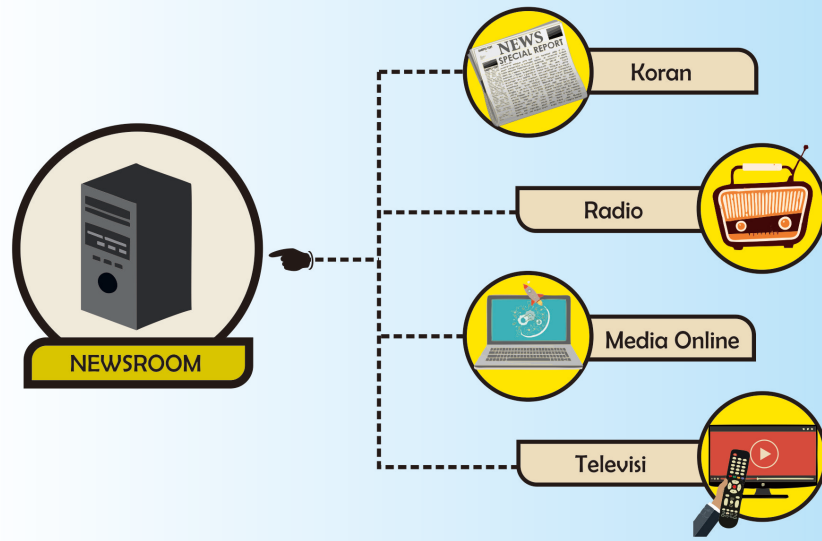 NEWS
SPECIAL REPORT
Koran
Radio
Media Online
NEWSROOM
Televisi